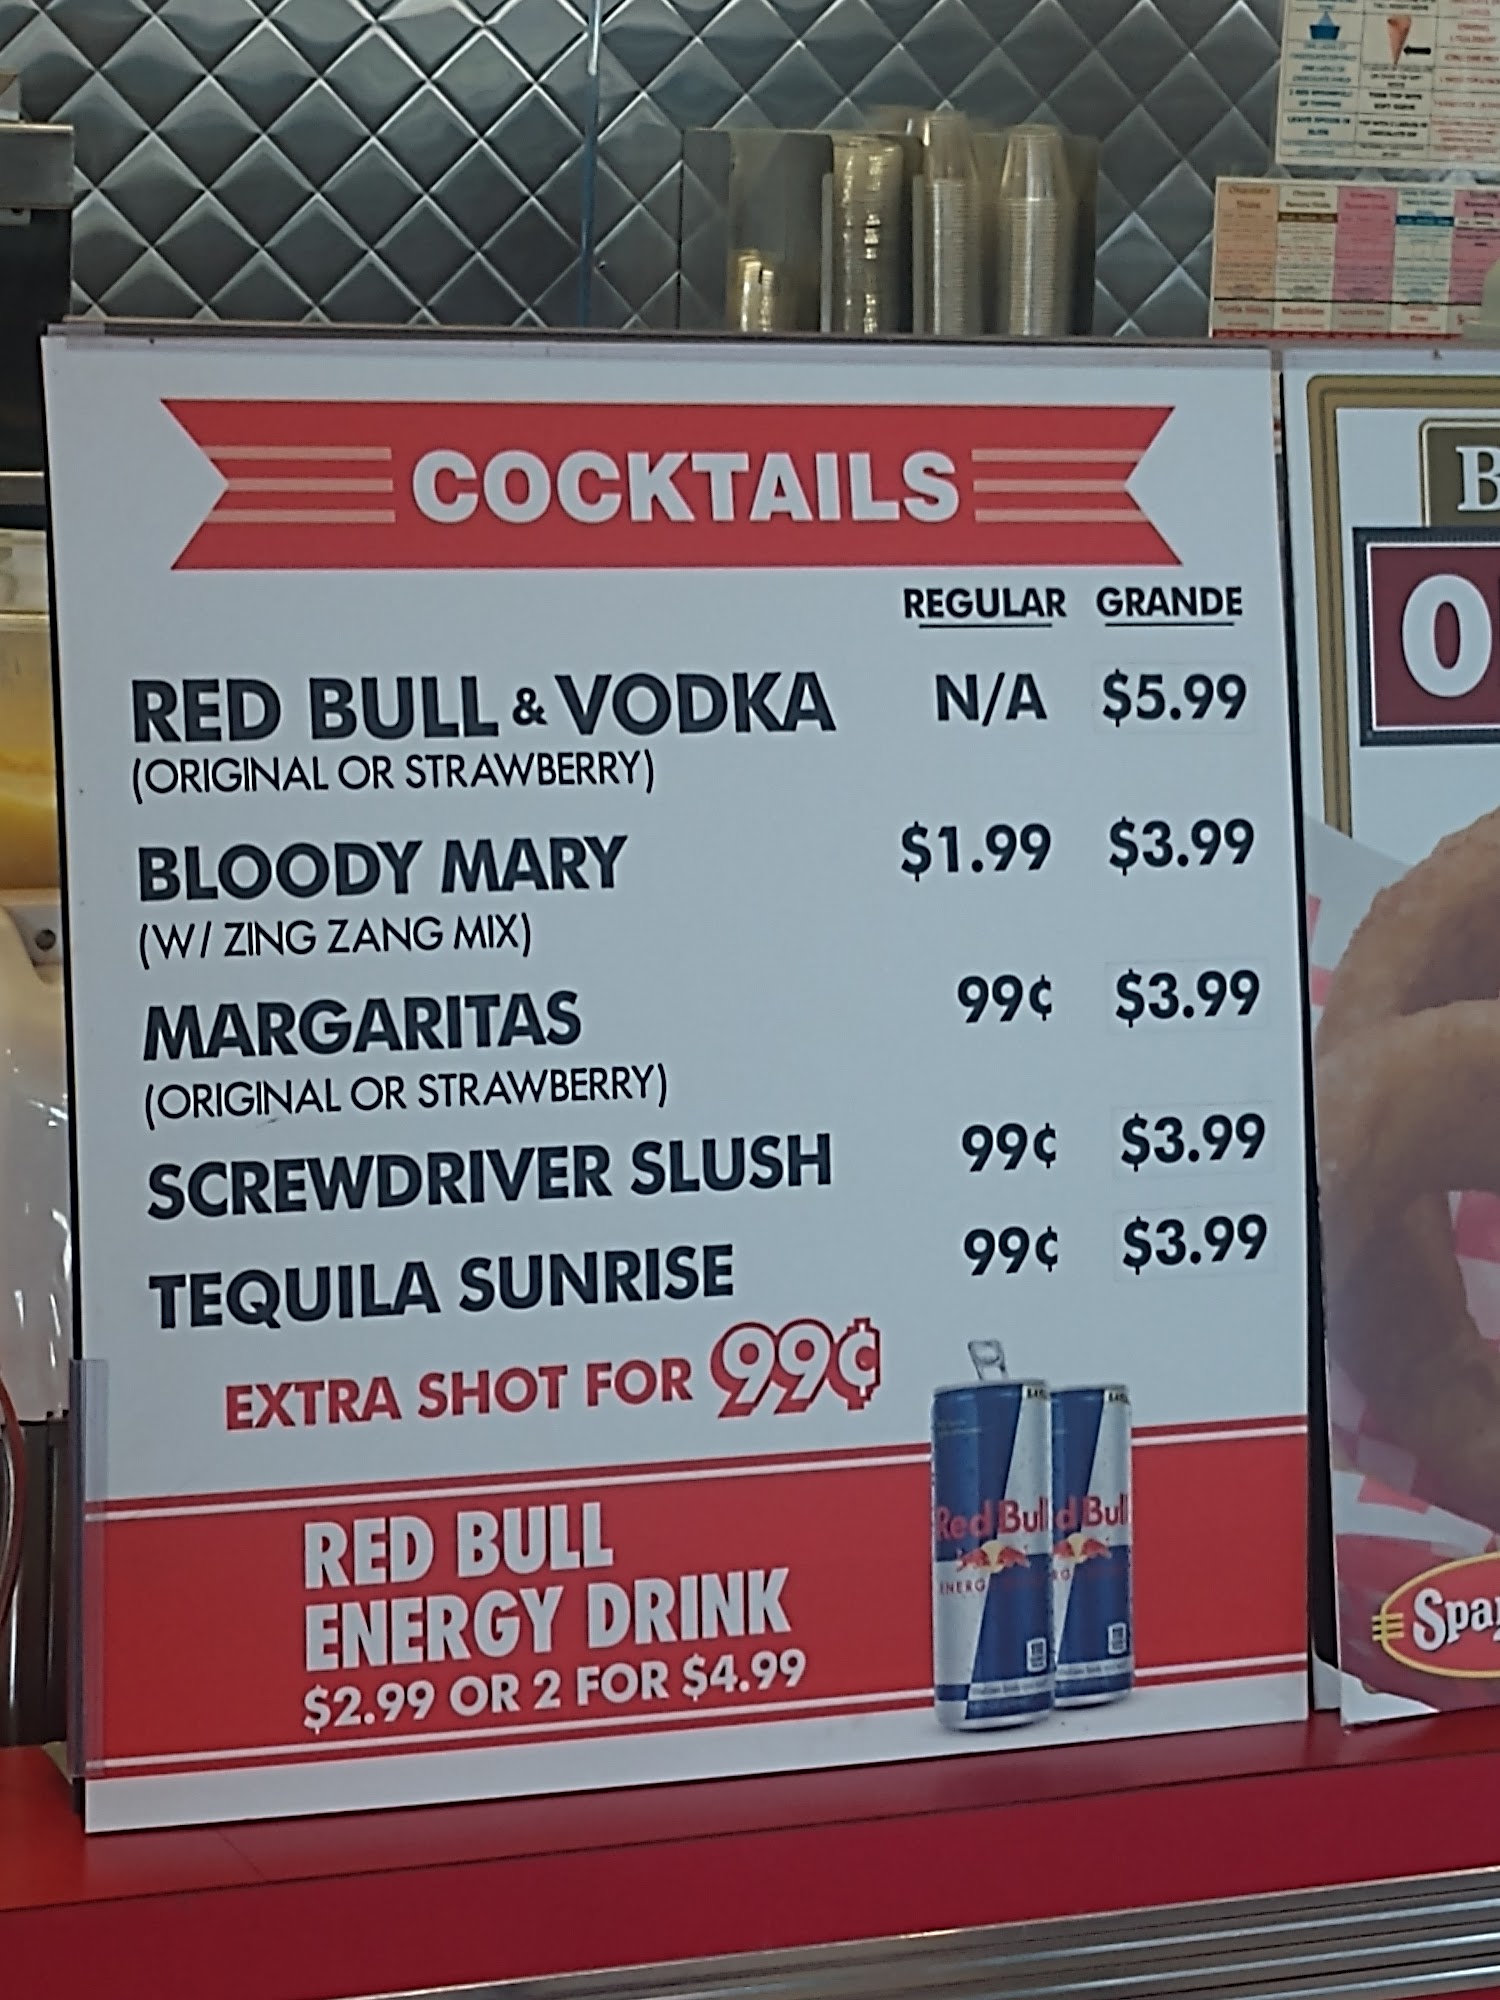 COCKTAILS
REGULAR GRANDE
RED BULL & VODKA N/A $5.99
(ORIGINAL OR STRAWBERRY)
BLOODY MARY $1.99 $3.99
(W/ ZING ZANG MIX)
MARGARITAS 99¢ $3.99
(ORIGINAL OR STRAWBERRY)
SCREWDRIVER SLUSH 99¢ $3.99
TEQUILA SUNRISE 99¢ $3.99
EXTRA SHOT FOR 99¢
RED BULL
ENERGY DRINK
$2.99 OR 2 FOR $4.99
Red Bull
d Bull
ENERG
B
O
Spa